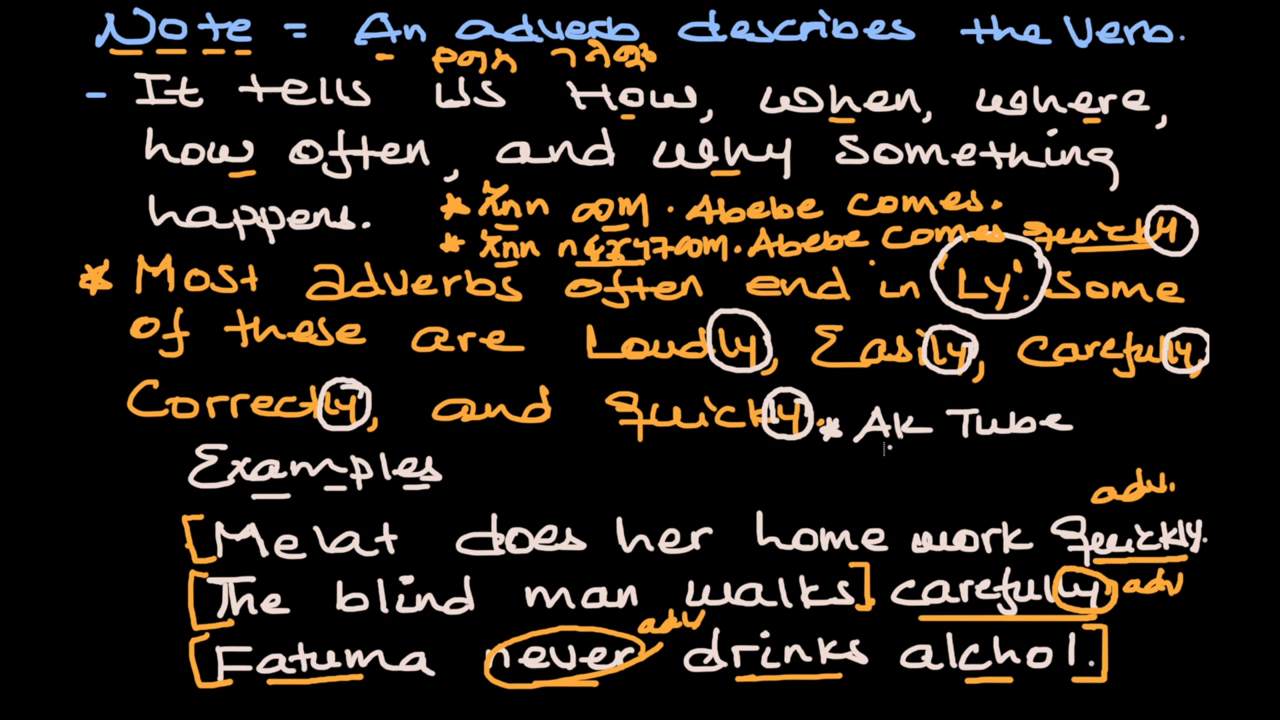 Note = An adverb describes the Verb.
- It tells us How, when, where,
how often, and why something
happens.
* አበበ መጣ. Abebe comes.
* አበበ በፍጥነት መጣ. Abebe comes quickly
* Most adverbs often end in 'Ly'. Some
of these are Loudly, Easily, Carefully,
Correctly, and quickly.
* Ak Tube
Examples
adv.
[Melat does her home work quickly.
[The blind man walks] carefully adv
adv
[Fatuma never drinks alchol.]